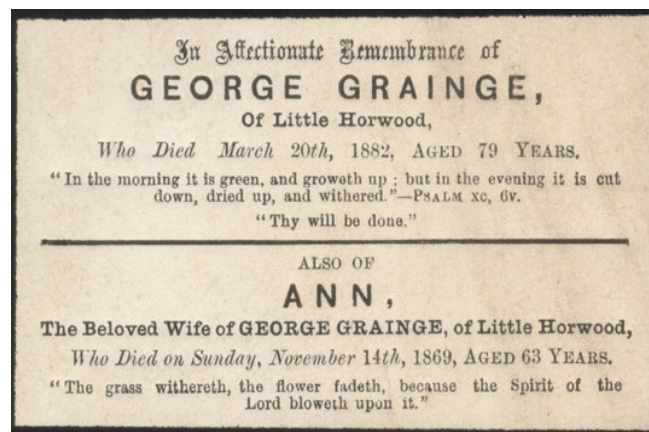 In Affectionate Remembrance of
GEORGE GRAINGE,
Of Little Horwood,
Who Died March 20th, 1882, AGED 79 YEARS.
"In the morning it is green, and groweth up ; but in the evening it is cut
down, dried up, and withered."—PSALM XC, 6v.
"Thy will be done."
ALSO OF
ANN,
The Beloved Wife of GEORGE GRAINGE, of Little Horwood,
Who Died on Sunday, November 14th, 1869, AGED 63 YEARS.
"The grass withereth, the flower fadeth, because the Spirit of the
Lord bloweth upon it."